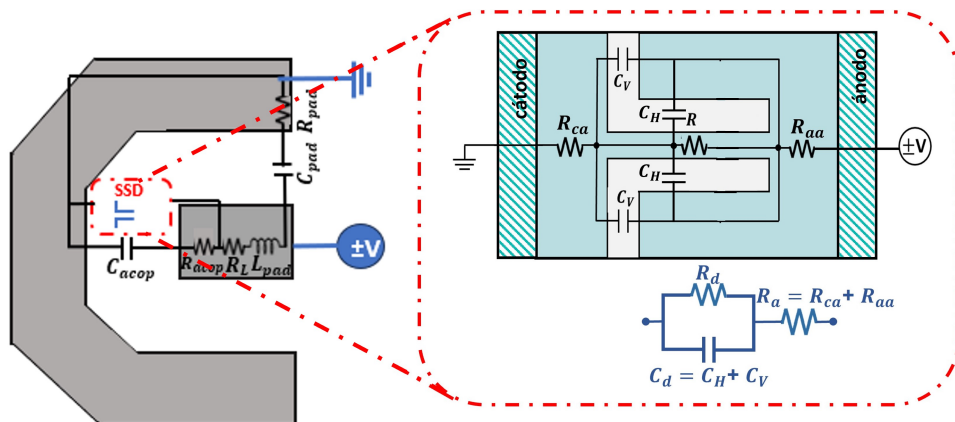 R_pad
C_pad
SSD
±V
C_acop
R_acop
R_L
L_pad
cátodo
ánodo
C_V
C_H
R
R_ca
R_aa
±V
C_H
C_V
R_d
R_a = R_ca + R_aa
C_d = C_H + C_V